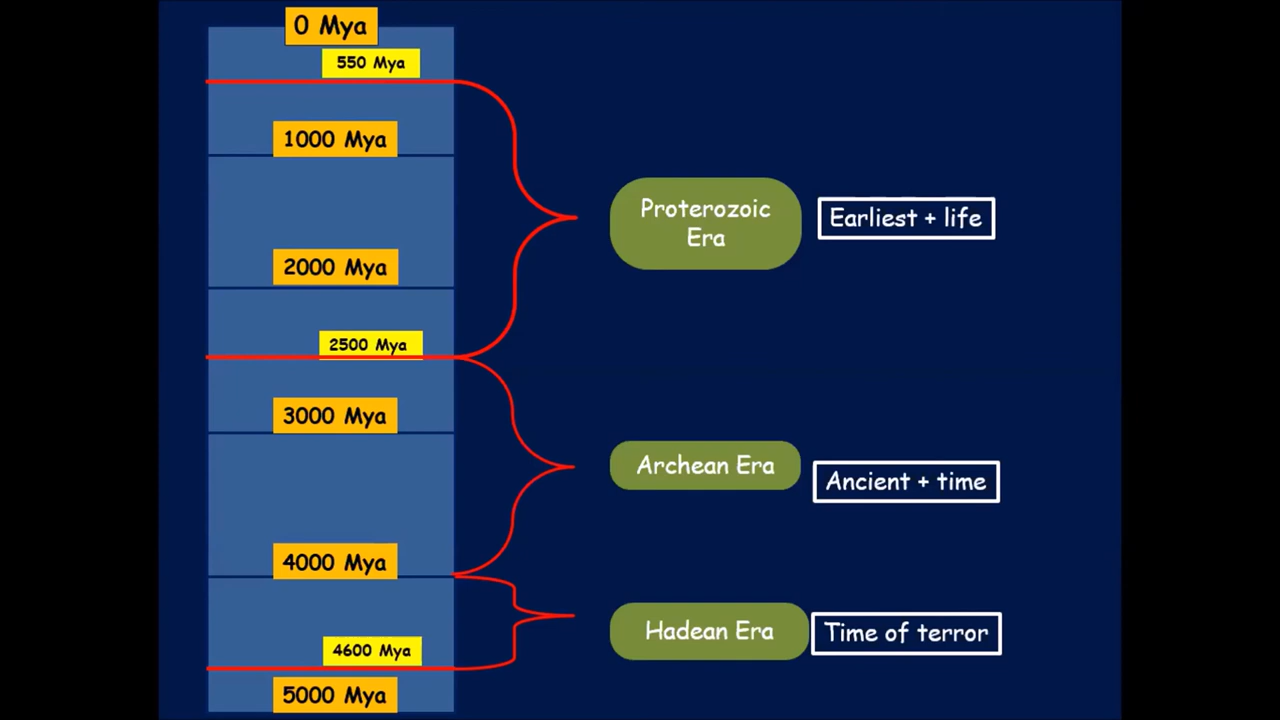 0 Mya
550 Mya
1000 Mya
Proterozoic
Era
Earliest + life
2000 Mya
2500 Mya
3000 Mya
Archean Era
Ancient + time
4000 Mya
Hadean Era
Time of terror
4600 Mya
5000 Mya